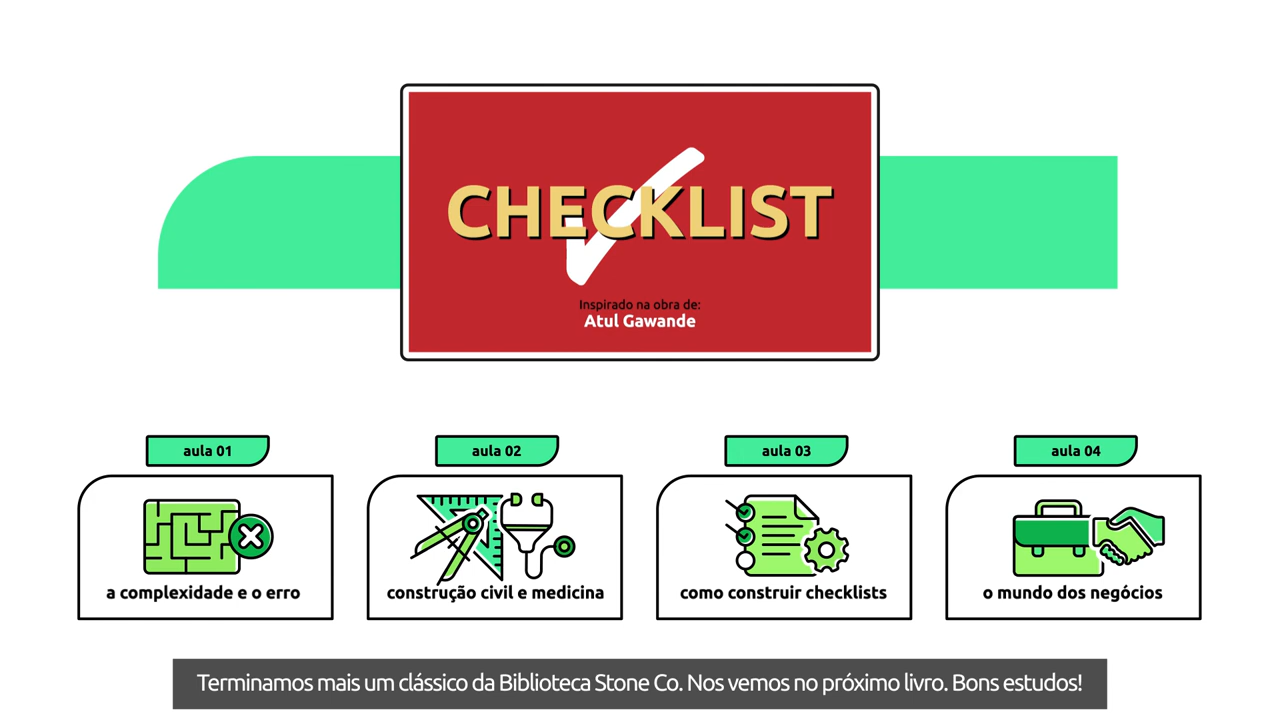 CHECKLIST
Inspirado na obra de:
Atul Gawande
aula 01
aula 02
aula 03
aula 04
a complexidade e o erro
construção civil e medicina
como construir checklists
o mundo dos negócios
Terminamos mais um clássico da Biblioteca Stone Co. Nos vemos no próximo livro. Bons estudos!